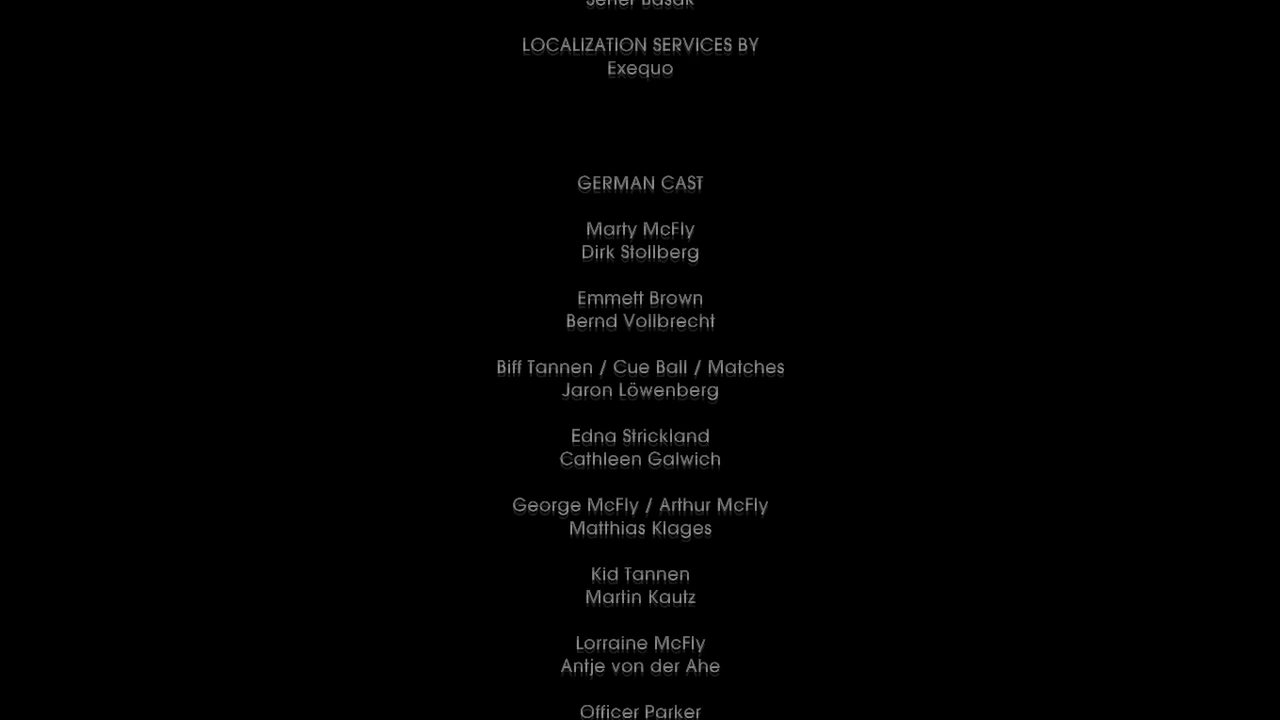 LOCALIZATION SERVICES BY
Exequo
GERMAN CAST
Marty McFly
Dirk Stollberg
Emmett Brown
Bernd Vollbrecht
Biff Tannen / Cue Ball / Matches
Jaron Löwenberg
Edna Strickland
Cathleen Galwich
George McFly / Arthur McFly
Matthias Klages
Kid Tannen
Martin Kautz
Lorraine McFly
Antje von der Ahe
Officer Parker